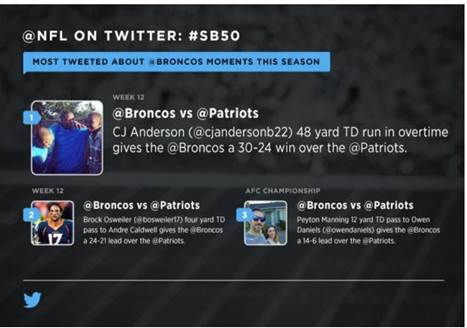 @NFL ON TWITTER: #SB50
MOST TWEETED ABOUT @BRONCOS MOMENTS THIS SEASON
WEEK 12
1
@Broncos vs @Patriots
CJ Anderson (@cjandersonb22) 48 yard TD run in overtime
gives the @Broncos a 30-24 win over the @Patriots.
WEEK 12
2
@Broncos vs @Patriots
Brock Osweiler (@bosweiler17) four yard TD
pass to Andre Caldwell gives the @Broncos
a 24-21 lead over the @Patriots.
17
AFC CHAMPIONSHIP
3
@Broncos vs @Patriots
Peyton Manning 12 yard TD pass to Owen
Daniels (@owendaniels) gives the @Broncos
a 14-6 lead over the @Patriots.